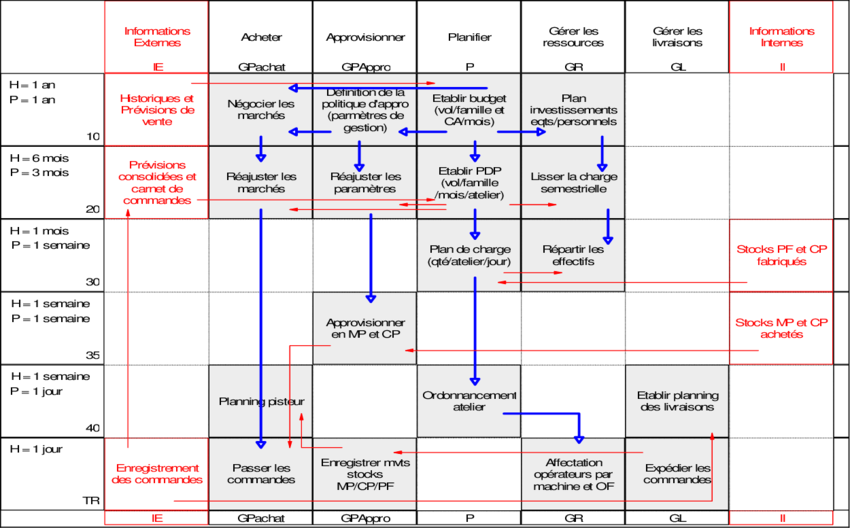 Informations
Externes
Acheter
Approvisionner
Planifier
Gérer les
ressources
Gérer les
livraisons
Informations
Internes
IE
GPachat
GPAppro
P
GR
GL
II
H = 1 an
P = 1 an
10
Historiques et
Prévisions de
vente
Négocier les
marchés
Définition de la
politique d'appro
(parmètres de
gestion)
Etablir budget
(vol/famille et
CA/mois)
Plan
investissements
eqts/personnels
H = 6 mois
P = 3 mois
20
Prévisions
consolidées et
carnet de
commandes
Réajuster les
marchés
Réajuster les
paramètres
Etablir PDP
(vol/famille
/mois/atelier)
Lisser la charge
semestrielle
H = 1 mois
P = 1 semaine
30
Plan de charge
(qté/atelier/jour)
Répartir les
effectifs
Stocks PF et CP
fabriqués
H = 1 semaine
P = 1 semaine
35
Approvisionner
en MP et CP
Stocks MP et CP
achetés
H = 1 semaine
P = 1 jour
40
Planning pisteur
Ordonnancement
atelier
Etablir planning
des livraisons
H = 1 jour
TR
Enregistrement
des commandes
Passer les
commandes
Enregistrer mvts
stocks
MP/CP/PF
Affectation
opérateurs par
machine et OF
Expédier les
commandes
IE
GPachat
GPAppro
P
GR
GL
II